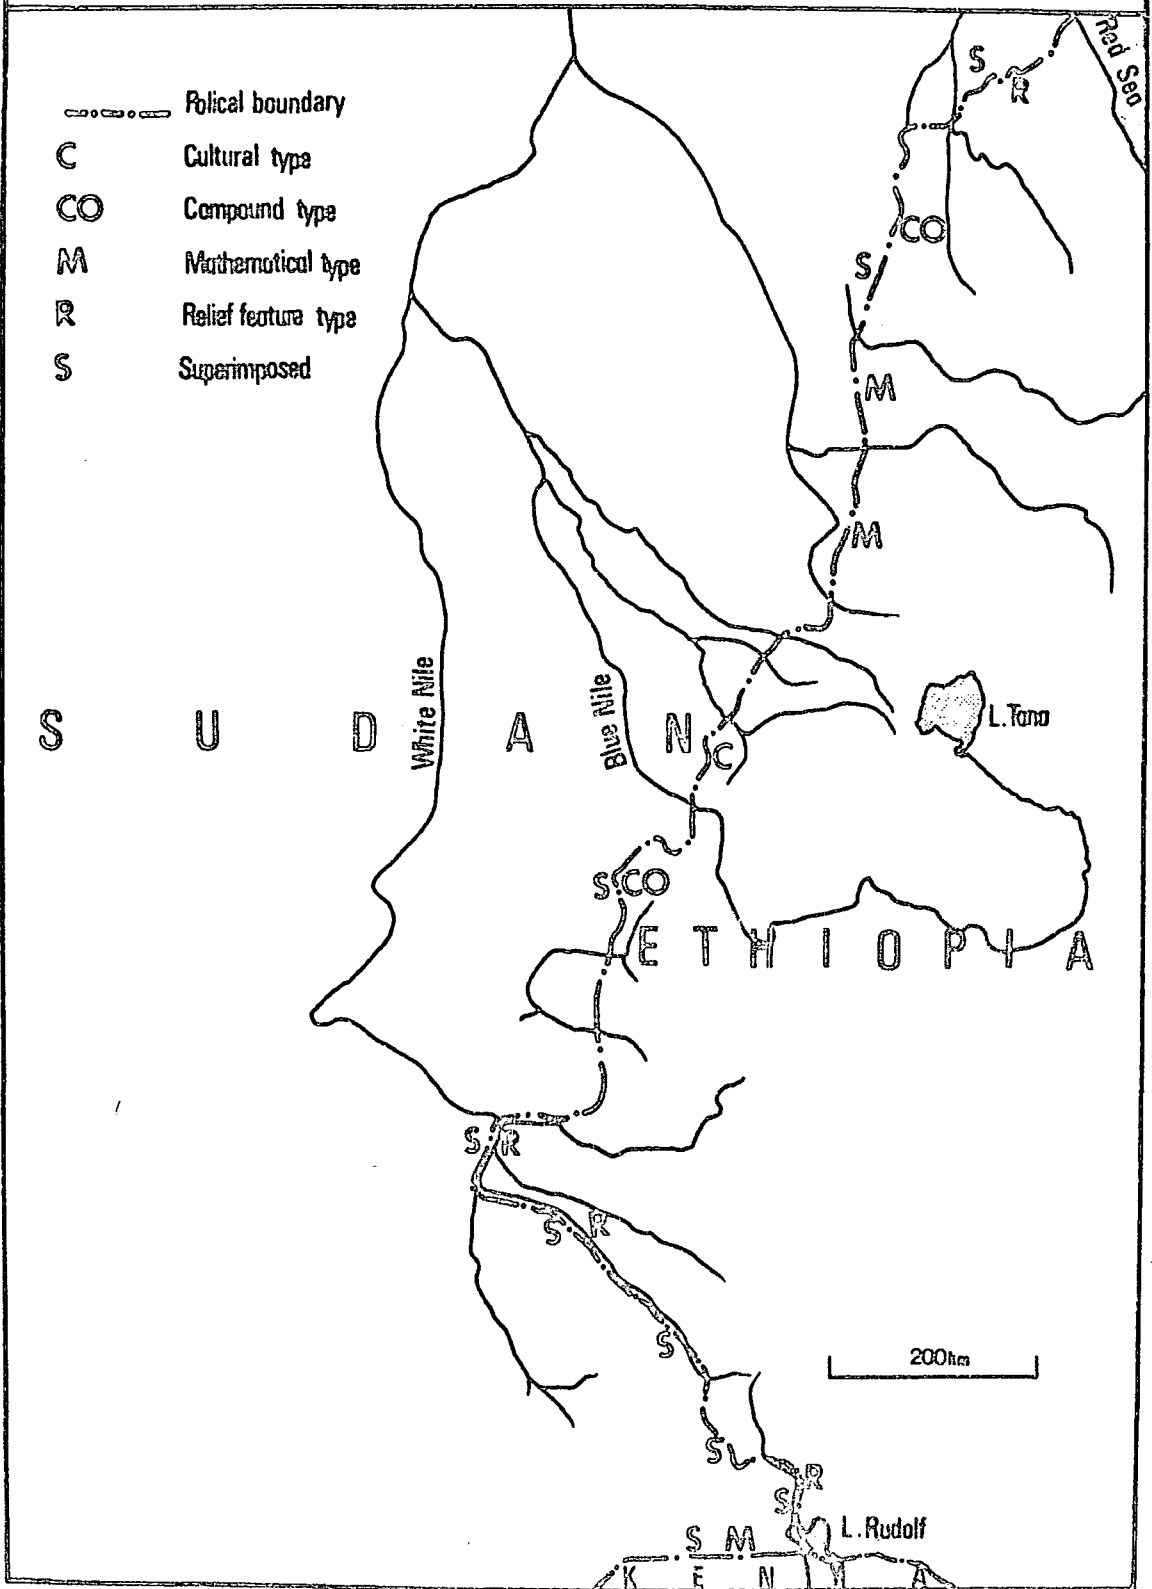 Red Sea
S
R
Polical boundary
C Cultural type
CO Compound type
M Mathematical type
R Relief feature type
S Superimposed
CO
S
M
M
White Nile
Blue Nile
L.Tana
S U D A N
C
S CO
E T H I O P I A
S R
S R
S
200km
S
R
S
L.Rudolf
S M
K E N Y A